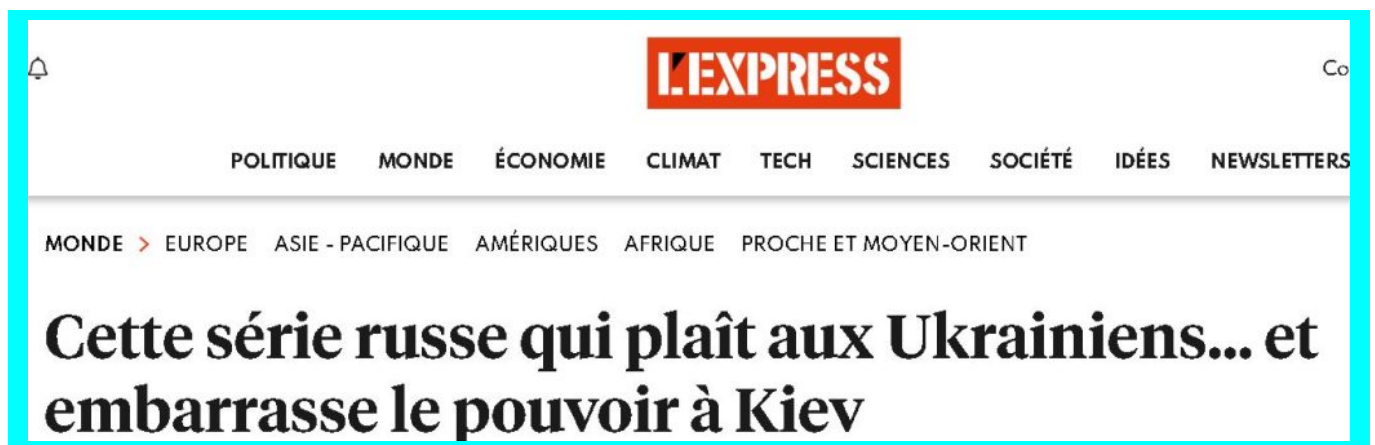 L'EXPRESS
Co
POLITIQUE MONDE ÉCONOMIE CLIMAT TECH SCIENCES SOCIÉTÉ IDÉES NEWSLETTERS
MONDE > EUROPE ASIE - PACIFIQUE AMÉRIQUES AFRIQUE PROCHE ET MOYEN-ORIENT
Cette série russe qui plaît aux Ukrainiens... et
embarrasse le pouvoir à Kiev